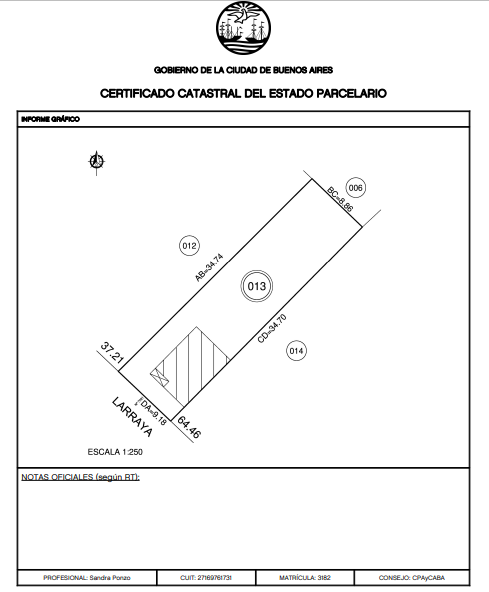 GOBIERNO DE LA CIUDAD DE BUENOS AIRES
CERTIFICADO CATASTRAL DEL ESTADO PARCELARIO
INFORME GRÁFICO
006
BC=8.86
012
AB=34.74
013
CD=34.70
014
37.21
DA=9.18
LARRAYA
64.46
ESCALA 1:250
NOTAS OFICIALES (según RT):
PROFESIONAL: Sandra Ponzo
CUIT: 27169761731
MATRÍCULA: 3182
CONSEJO: CPAyCABA